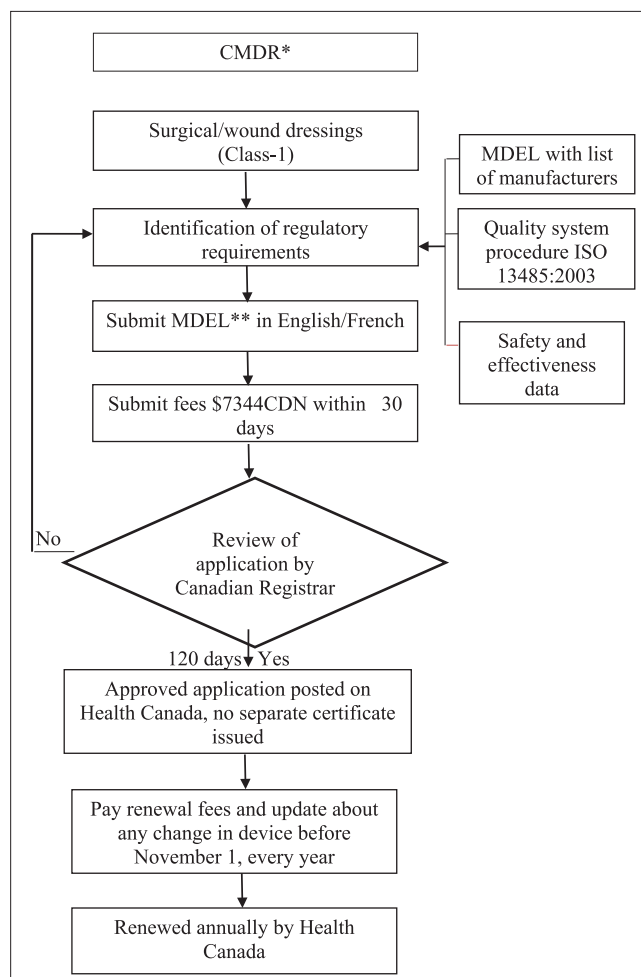 CMDR*
Surgical/wound dressings
(Class-1)
MDEL with list
of manufacturers
Identification of regulatory
requirements
Quality system
procedure ISO
13485:2003
Submit MDEL** in English/French
Safety and
effectiveness
data
Submit fees $7344CDN within 30
days
No
Review of
application by
Canadian Registrar
120 days Yes
Approved application posted on
Health Canada, no separate certificate
issued
Pay renewal fees and update about
any change in device before
November 1, every year
Renewed annually by Health
Canada